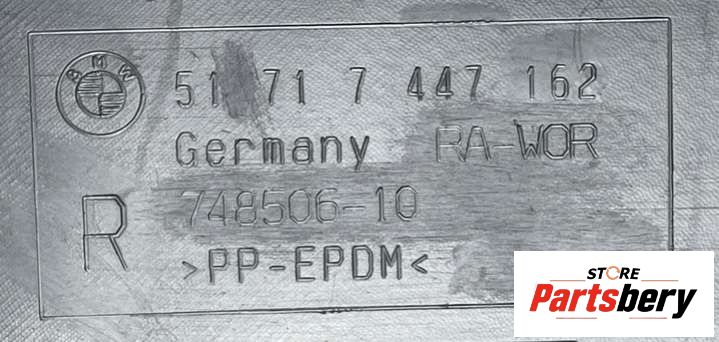 BMW
51 71 7 447 162
Germany RA-WOR
R
748506-10
>PP-EPDM<
STORE
Partsbery